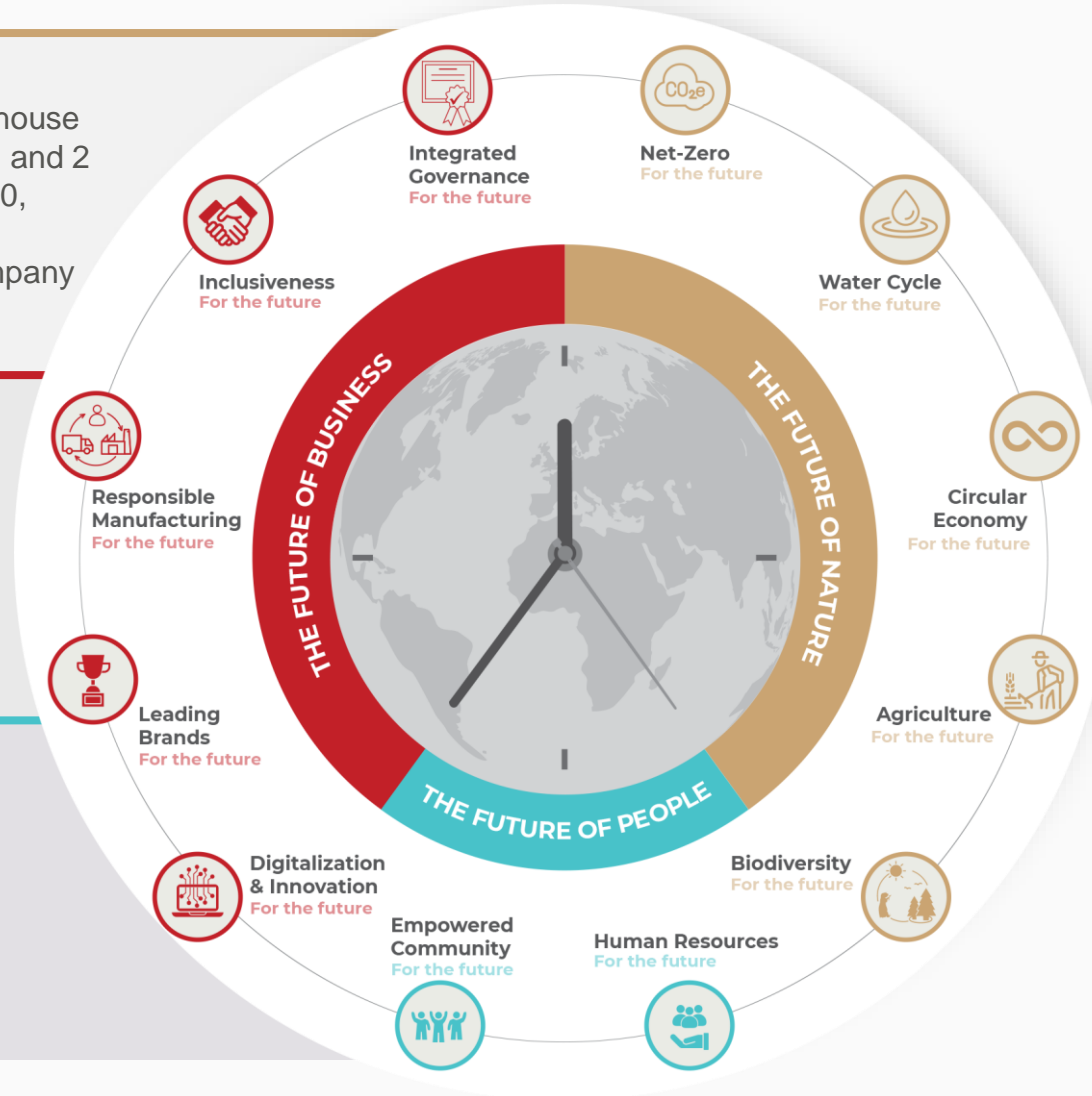 house
and 2
0,
mpany
Integrated
Governance
For the future
CO2e
Net-Zero
For the future
Inclusiveness
For the future
Water Cycle
For the future
THE FUTURE OF BUSINESS
THE FUTURE OF NATURE
THE FUTURE OF PEOPLE
Responsible
Manufacturing
For the future
Circular
Economy
For the future
Leading
Brands
For the future
Agriculture
For the future
Digitalization
& Innovation
For the future
Biodiversity
For the future
Empowered
Community
For the future
Human Resources
For the future